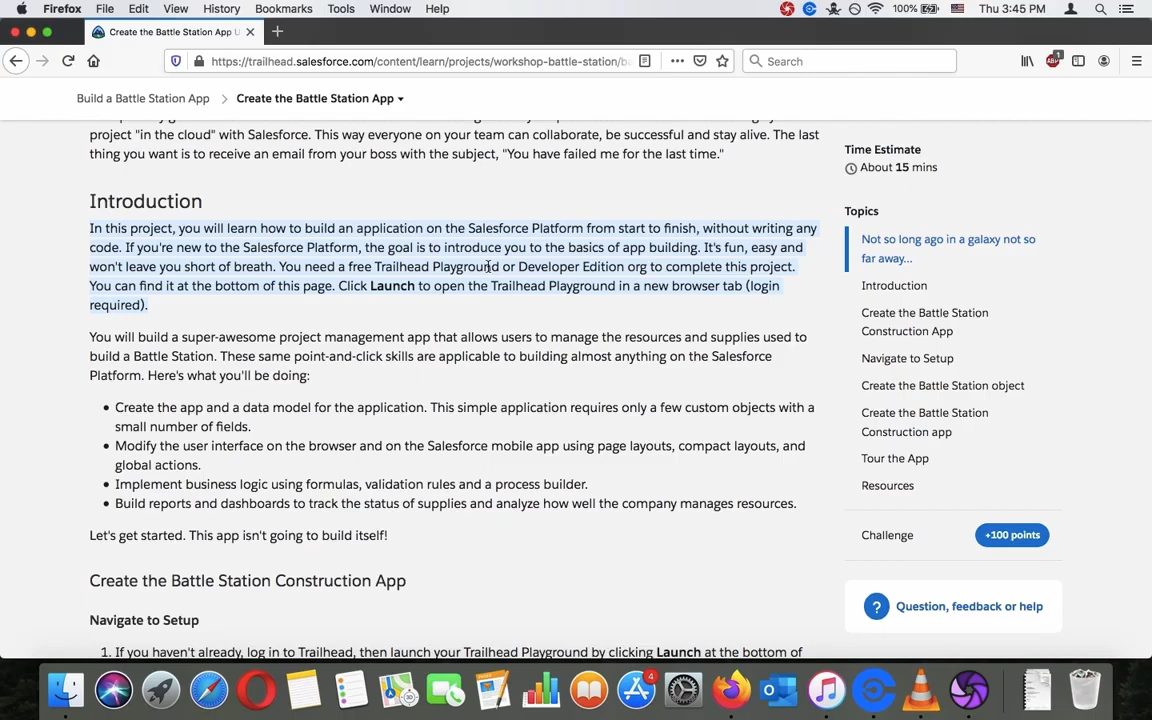 Firefox File Edit View History Bookmarks Tools Window Help 100% Thu 3:45 PM
Create the Battle Station App U
https://trailhead.salesforce.com/content/learn/projects/workshop-battle-station/ba Search ABP 1
Build a Battle Station App Create the Battle Station App
project "in the cloud" with Salesforce. This way everyone on your team can collaborate, be successful and stay alive. The last
thing you want is to receive an email from your boss with the subject, "You have failed me for the last time."
Introduction
In this project, you will learn how to build an application on the Salesforce Platform from start to finish, without writing any
code. If you're new to the Salesforce Platform, the goal is to introduce you to the basics of app building. It's fun, easy and
won't leave you short of breath. You need a free Trailhead Playground or Developer Edition org to complete this project.
You can find it at the bottom of this page. Click Launch to open the Trailhead Playground in a new browser tab (login
required).
You will build a super-awesome project management app that allows users to manage the resources and supplies used to
build a Battle Station. These same point-and-click skills are applicable to building almost anything on the Salesforce
Platform. Here's what you'll be doing:
• Create the app and a data model for the application. This simple application requires only a few custom objects with a
small number of fields.
• Modify the user interface on the browser and on the Salesforce mobile app using page layouts, compact layouts, and
global actions.
• Implement business logic using formulas, validation rules and a process builder.
• Build reports and dashboards to track the status of supplies and analyze how well the company manages resources.
Let's get started. This app isn't going to build itself!
Create the Battle Station Construction App
Navigate to Setup
1. If you haven't already, log in to Trailhead, then launch your Trailhead Playground by clicking Launch at the bottom of
Time Estimate
About 15 mins
Topics
Not so long ago in a galaxy not so
far away...
Introduction
Create the Battle Station
Construction App
Navigate to Setup
Create the Battle Station object
Create the Battle Station
Construction app
Tour the App
Resources
Challenge +100 points
? Question, feedback or help
4